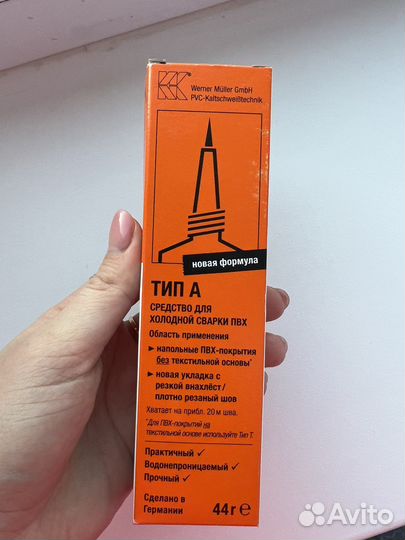 Werner Müller GmbH
PVC-Kaltschweißtechnik
новая формула
ТИП А
СРЕДСТВО ДЛЯ
ХОЛОДНОЙ СВАРКИ ПВХ
Область применения
напольные ПВХ-покрытия
без текстильной основы*
новая укладка с
резкой внахлёст/
плотно резаный шов
Хватает на прибл. 20 м шва.
*Для ПВХ-покрытий на
текстильной основе используйте Тип Т.
Практичный ✓
Водонепроницаемый ✓
Прочный ✓
Сделано в
Германии
44 г e
Avito